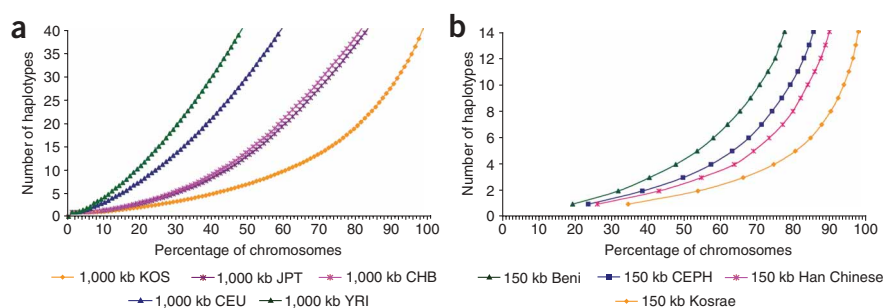 a
Number of haplotypes
40
35
30
25
20
15
10
5
0
0 10 20 30 40 50 60 70 80 90 100
Percentage of chromosomes
1,000 kb KOS 1,000 kb JPT 1,000 kb CHB
1,000 kb CEU 1,000 kb YRI
b
Number of haplotypes
14
12
10
8
6
4
2
0
0 10 20 30 40 50 60 70 80 90 100
Percentage of chromosomes
150 kb Beni 150 kb CEPH 150 kb Han Chinese
150 kb Kosrae